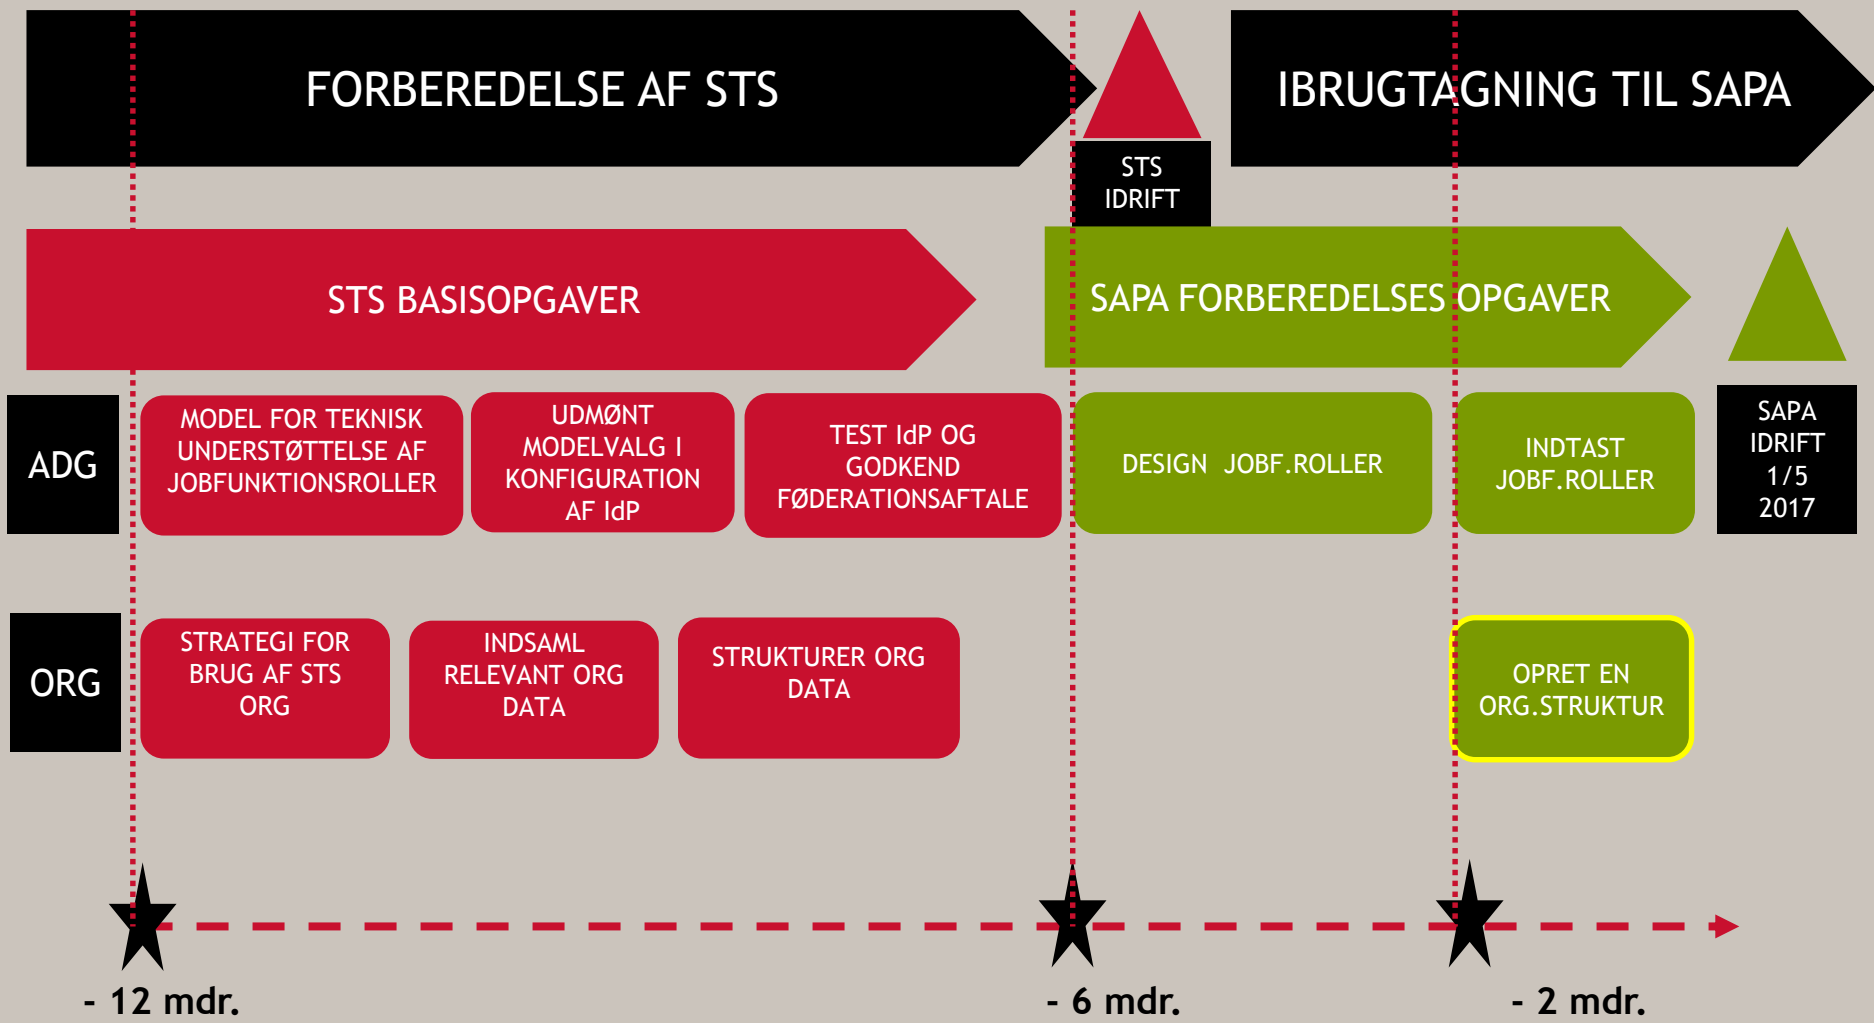 FORBEREDELSE AF STS
IBRUGTAGNING TIL SAPA
STS
IDRIFT
STS BASISOPGAVER
SAPA FORBEREDELSES OPGAVER
ADG
MODEL FOR TEKNISK
UNDERSTØTTELSE AF
JOBFUNKTIONSROLLER
UDMØNT
MODELVALG I
KONFIGURATION
AF IdP
TEST IdP OG
GODKEND
FØDERATIONSAFTALE
DESIGN JOBF.ROLLER
INDTAST
JOBF.ROLLER
SAPA
IDRIFT
1/5
2017
ORG
STRATEGI FOR
BRUG AF STS
ORG
INDSAML
RELEVANT ORG
DATA
STRUKTURER ORG
DATA
OPRET EN
ORG.STRUKTUR
- 12 mdr.
- 6 mdr.
- 2 mdr.